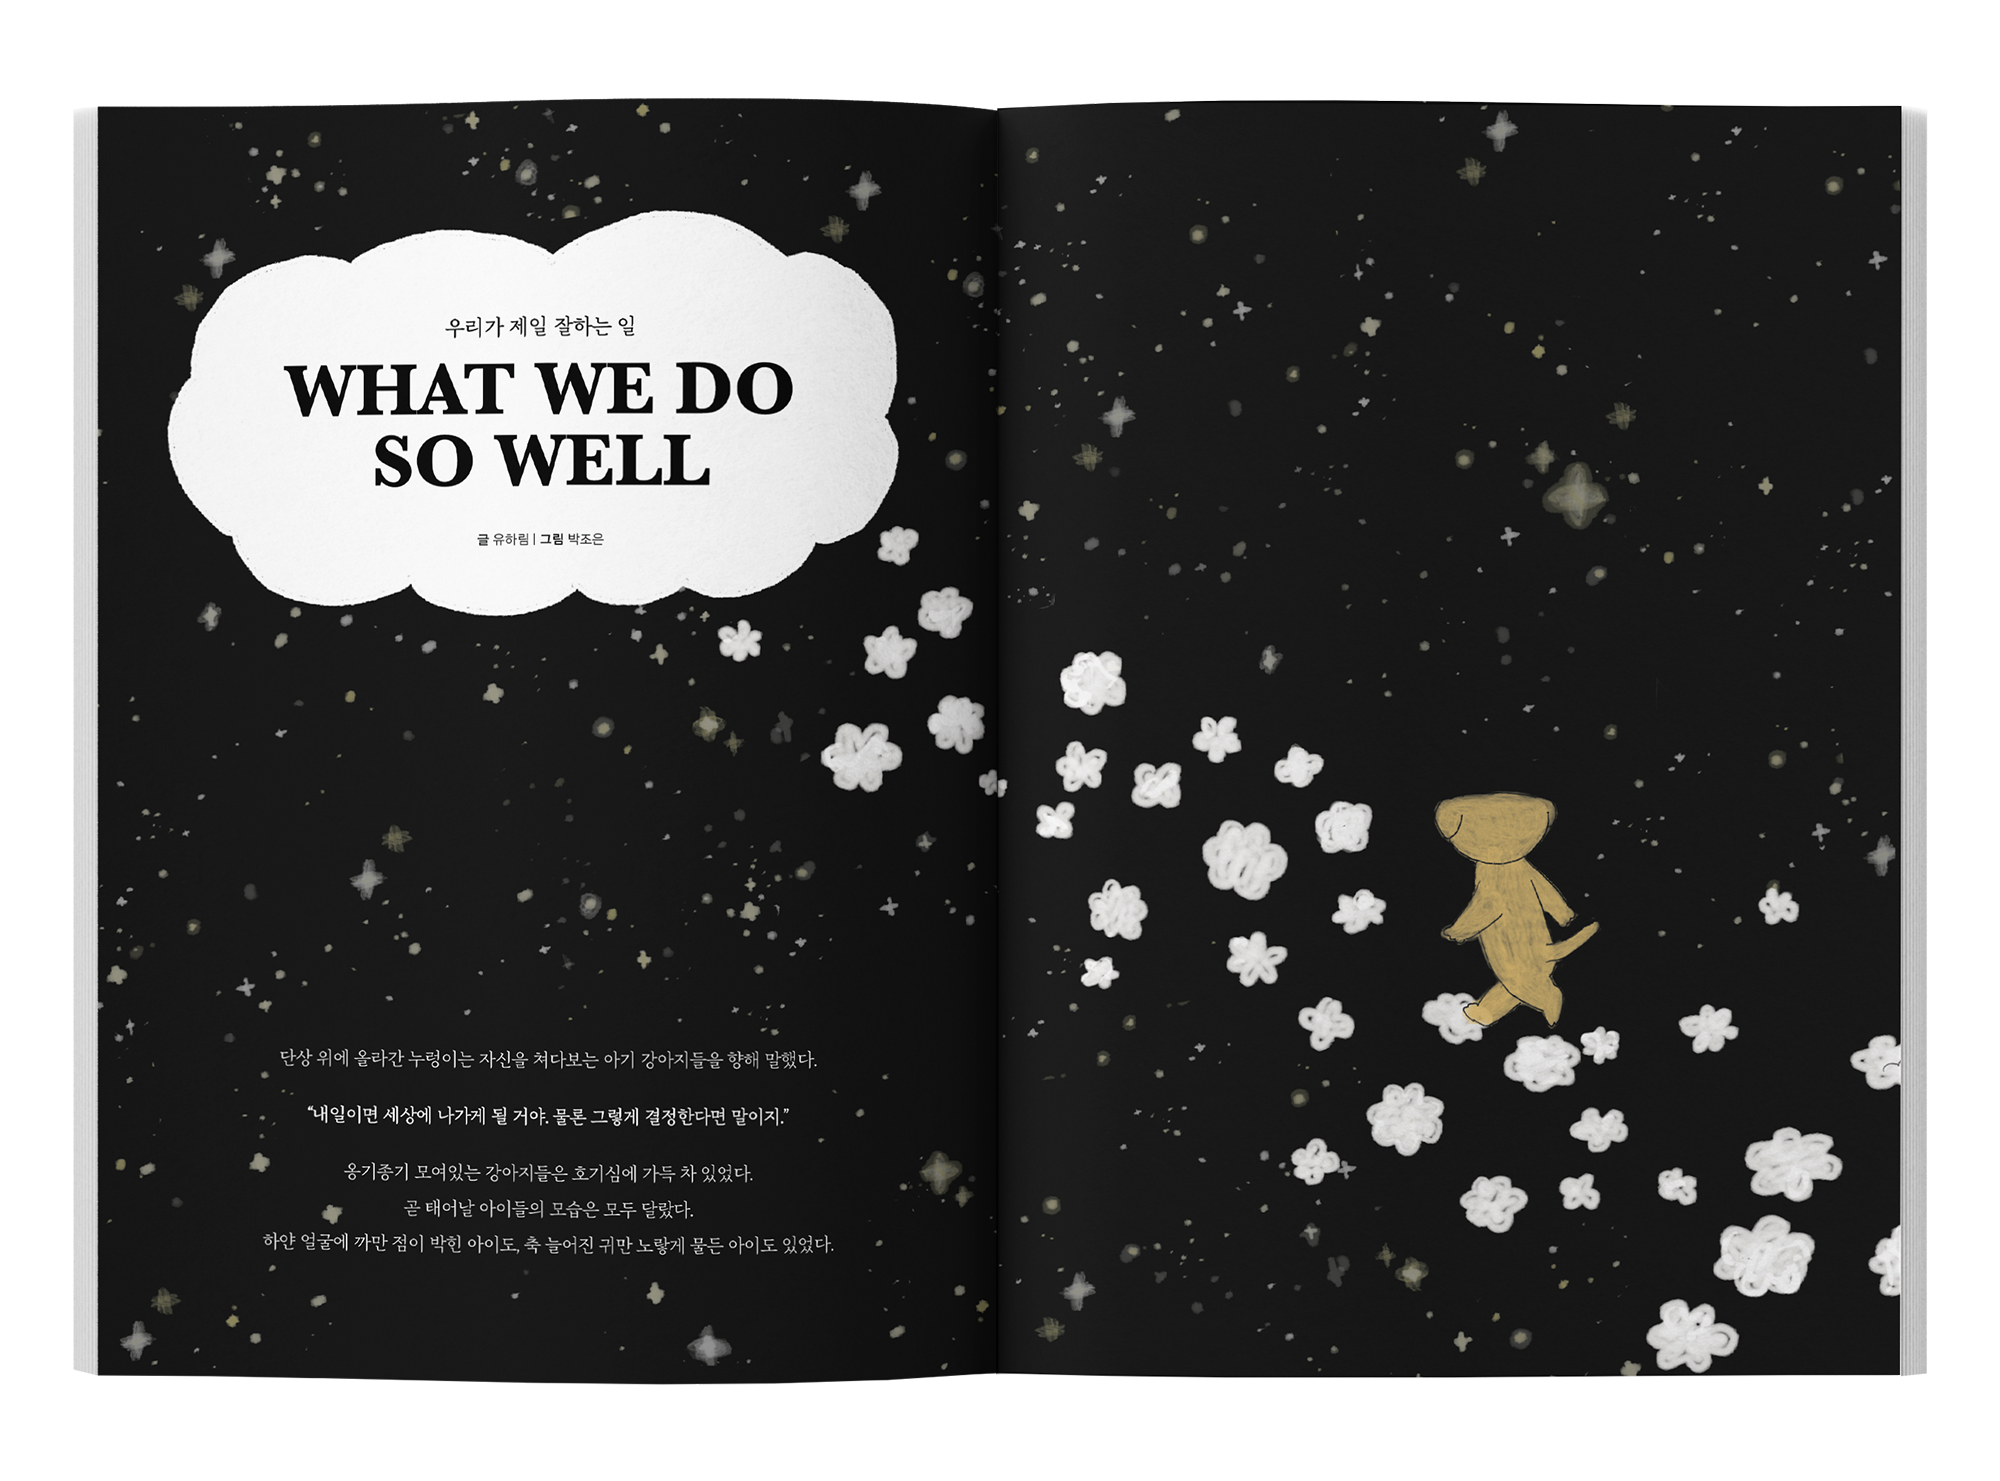 우리가 제일 잘하는 일
WHAT WE DO
SO WELL
글 유하림 | 그림 박조은
단상 위에 올라간 누렁이는 자신을 쳐다보는 아기 강아지들을 향해 말했다.
“내일이면 세상에 나가게 될 거야. 물론 그렇게 결정한다면 말이지.”
옹기종기 모여있는 강아지들은 호기심에 가득 차 있었다.
곧 태어날 아이들의 모습은 모두 달랐다.
하얀 얼굴에 까만 점이 박힌 아이도, 축 늘어진 귀만 노랗게 물든 아이도 있었다.